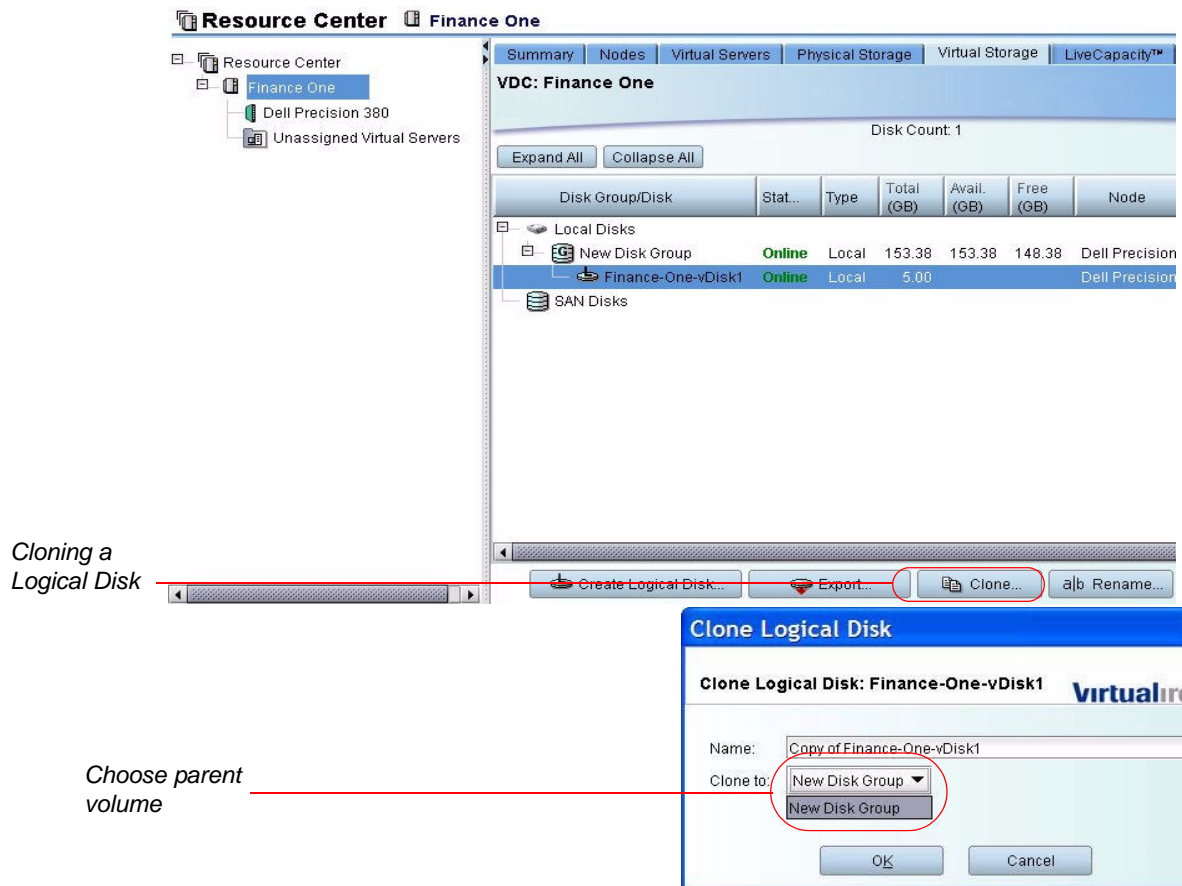 Resource Center Finance One
Resource Center
Finance One
Dell Precision 380
Unassigned Virtual Servers
Summary Nodes Virtual Servers Physical Storage Virtual Storage LiveCapacity™
VDC: Finance One
Disk Count: 1
Expand All Collapse All
Disk Group/Disk Stat... Type Total (GB) Avail. (GB) Free (GB) Node
Local Disks
New Disk Group Online Local 153.38 153.38 148.38 Dell Precision
Finance-One-vDisk1 Online Local 5.00 Dell Precision
SAN Disks
Cloning a
Logical Disk
Create Logical Disk... Export... Clone... a|b Rename...
Clone Logical Disk
Clone Logical Disk: Finance-One-vDisk1 Virtual
Name: Copy of Finance-One-vDisk1
Clone to: New Disk Group
New Disk Group
Choose parent
volume
OK Cancel